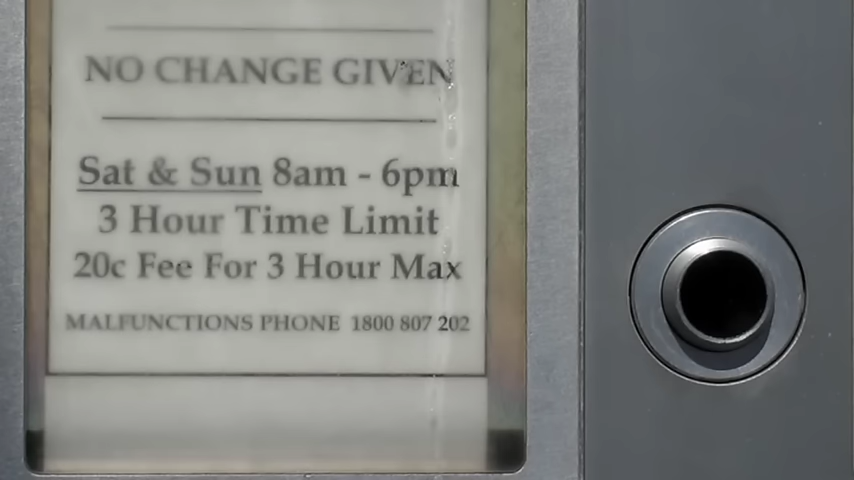 NO CHANGE GIVEN
Sat & Sun 8am - 6pm
3 Hour Time Limit
20c Fee For 3 Hour Max
MALFUNCTIONS PHONE 1800 807 202